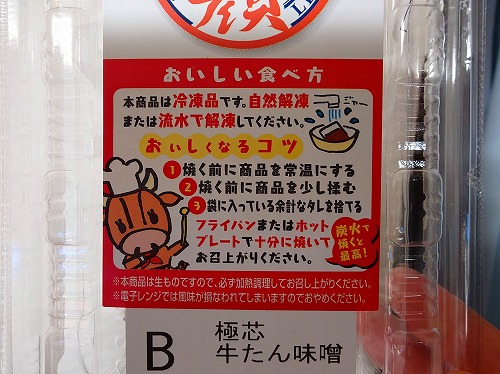 おいしい食べ方
本商品は冷凍品です。自然解凍
または流水で解凍してください。
ジャー
おいしくなるコツ
1 焼く前に商品を常温にする
2 焼く前に商品を少し揉む
3 袋に入っている余計なタレを捨てる
フライパンまたはホット
プレートで十分に焼いて
お召上がりください。
炭火で
焼くと
最高!
※本商品は生ものですので、必ず加熱調理してお召し上がりください。
※電子レンジでは風味が損なわれてしまいますのでおやめください。
B
極芯
牛たん味噌